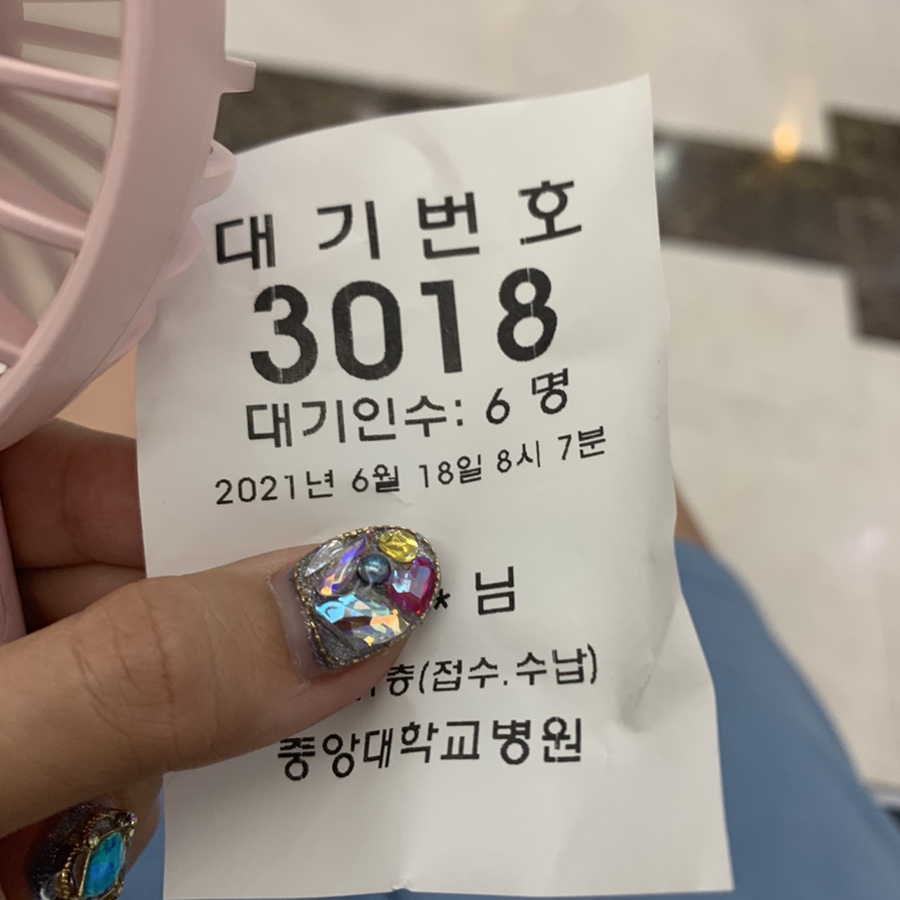 대기번호
3018
대기인수: 6 명
2021년 6월 18일 8시 7분
* 님
층(접수.수납)
중앙대학교병원